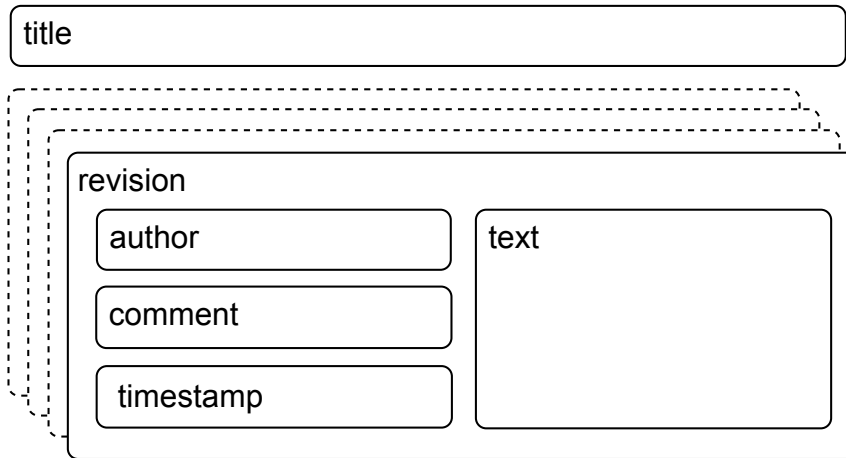 title
revision
author
text
comment
timestamp